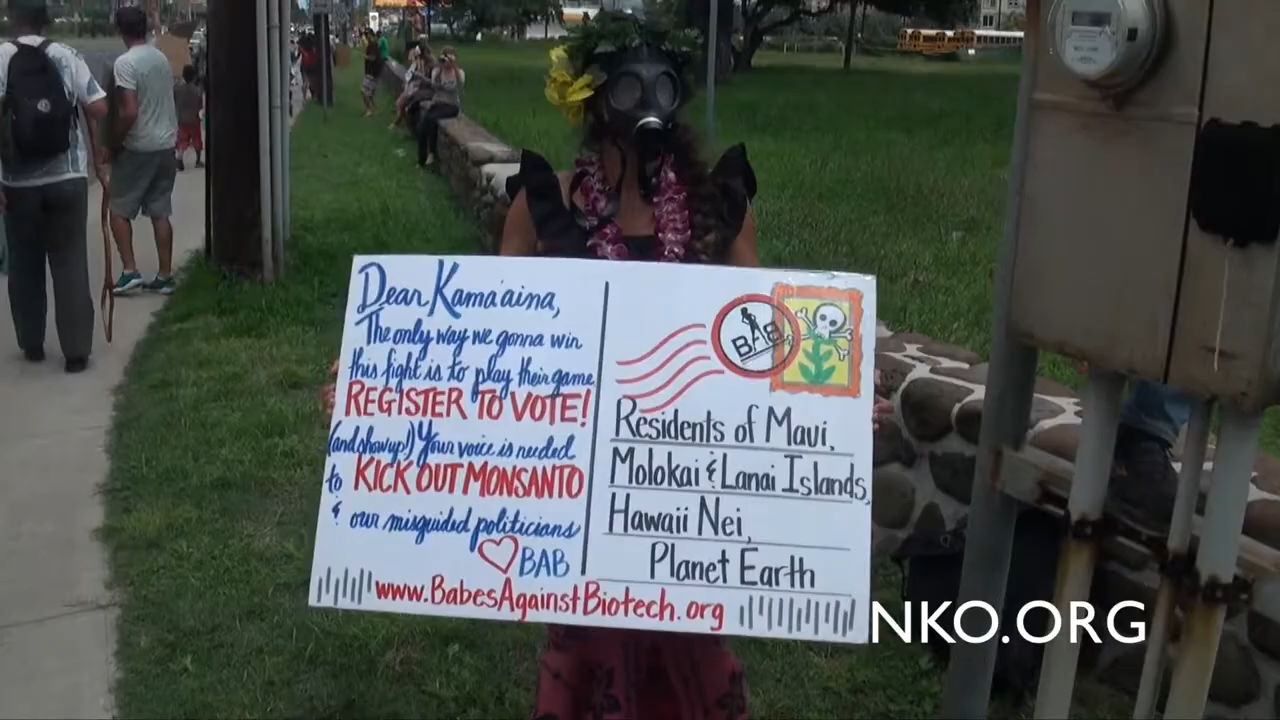 Dear Kama'aina,
The only way we gonna win
this fight is to play their game
REGISTER TO VOTE!
(and show up!) Your voice is needed
to KICK OUT MONSANTO
& our misguided politicians
BAB
www.BabesAgainstBiotech.org
BAB
Residents of Maui,
Molokai & Lanai Islands,
Hawaii Nei,
Planet Earth
NKO.ORG